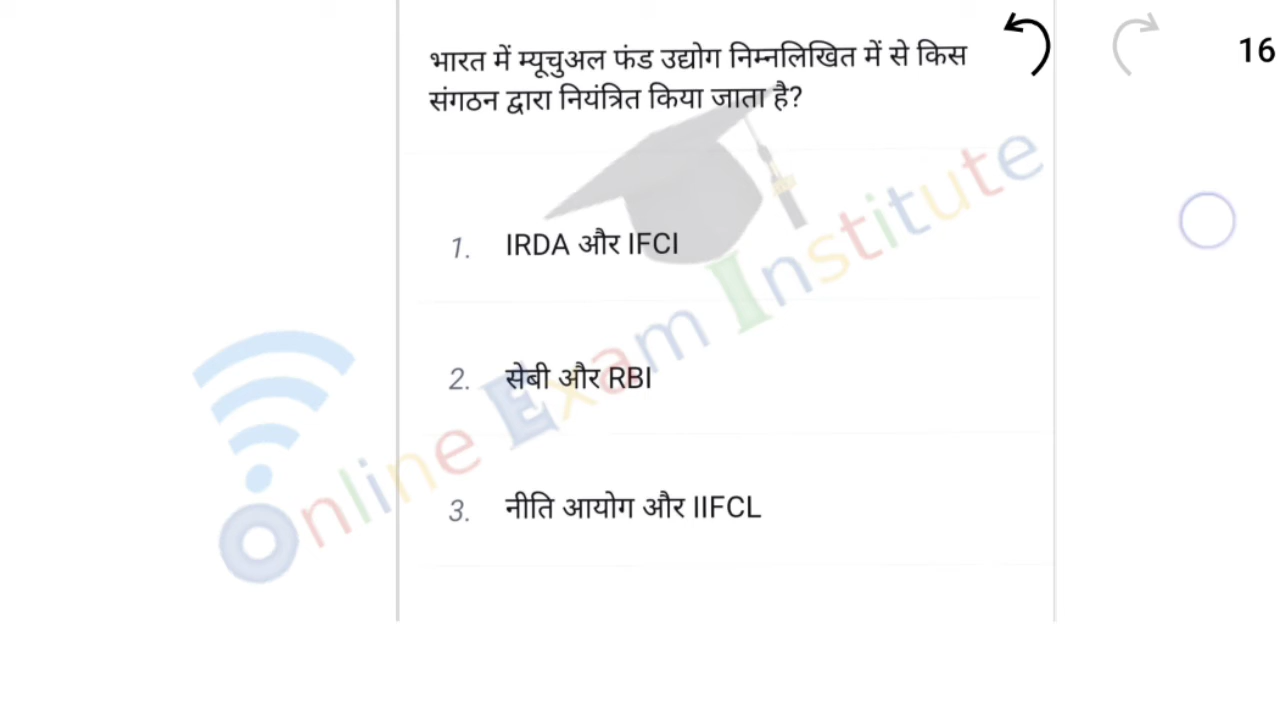 भारत में म्यूचुअल फंड उद्योग निम्नलिखित में से किस
संगठन द्वारा नियंत्रित किया जाता है?
16
1. IRDA और IFCI
2. सेबी और RBI
3. नीति आयोग और IIFCL
Online Exam Institute